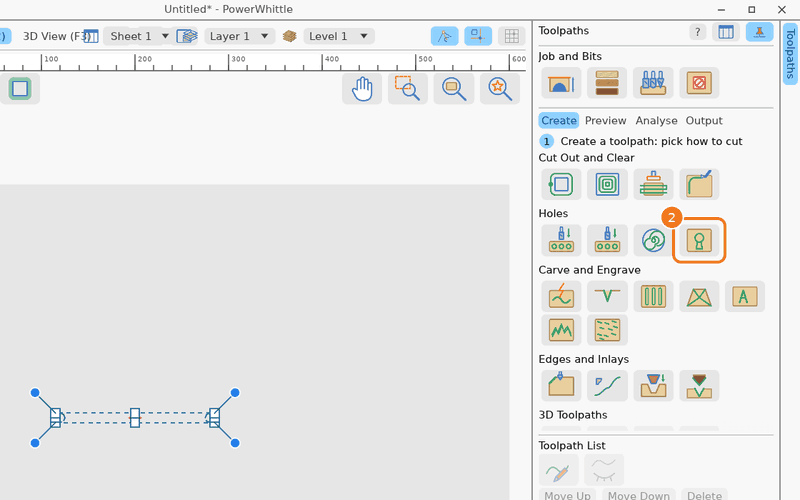 Untitled* - PowerWhittle
3D View (F3)
Sheet 1
Layer 1
Level 1
100
200
300
400
500
600
Toolpaths
?
Toolpaths
Job and Bits
Create
Preview
Analyse
Output
1
Create a toolpath: pick how to cut
Cut Out and Clear
Holes
2
Carve and Engrave
A
Edges and Inlays
3D Toolpaths
Toolpath List
Move Up
Move Down
Delete